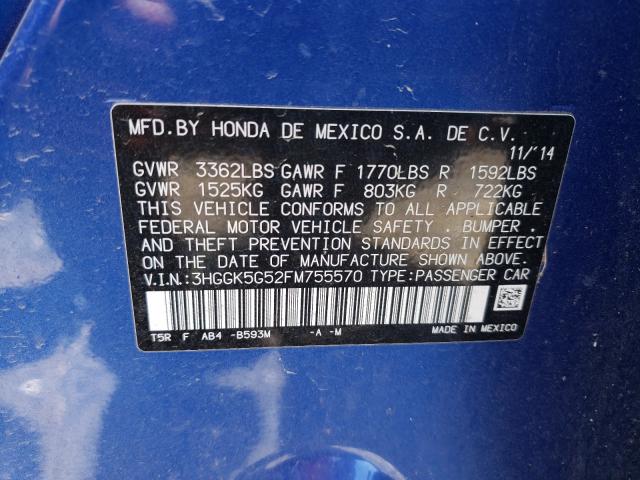 MFD.BY HONDA DE MEXICO S.A. DE C.V.
11/'14
GVWR 3362LBS GAWR F 1770LBS R 1592LBS
GVWR 1525KG GAWR F 803KG R 722KG
THIS VEHICLE CONFORMS TO ALL APPLICABLE
FEDERAL MOTOR VEHICLE SAFETY . BUMPER .
AND THEFT PREVENTION STANDARDS IN EFFECT
ON THE DATE OF MANUFACTURE SHOWN ABOVE.
V.I.N.:3HGGK5G52FM755570 TYPE:PASSENGER CAR
T5R F AB4 -B593M -A -M MADE IN MEXICO